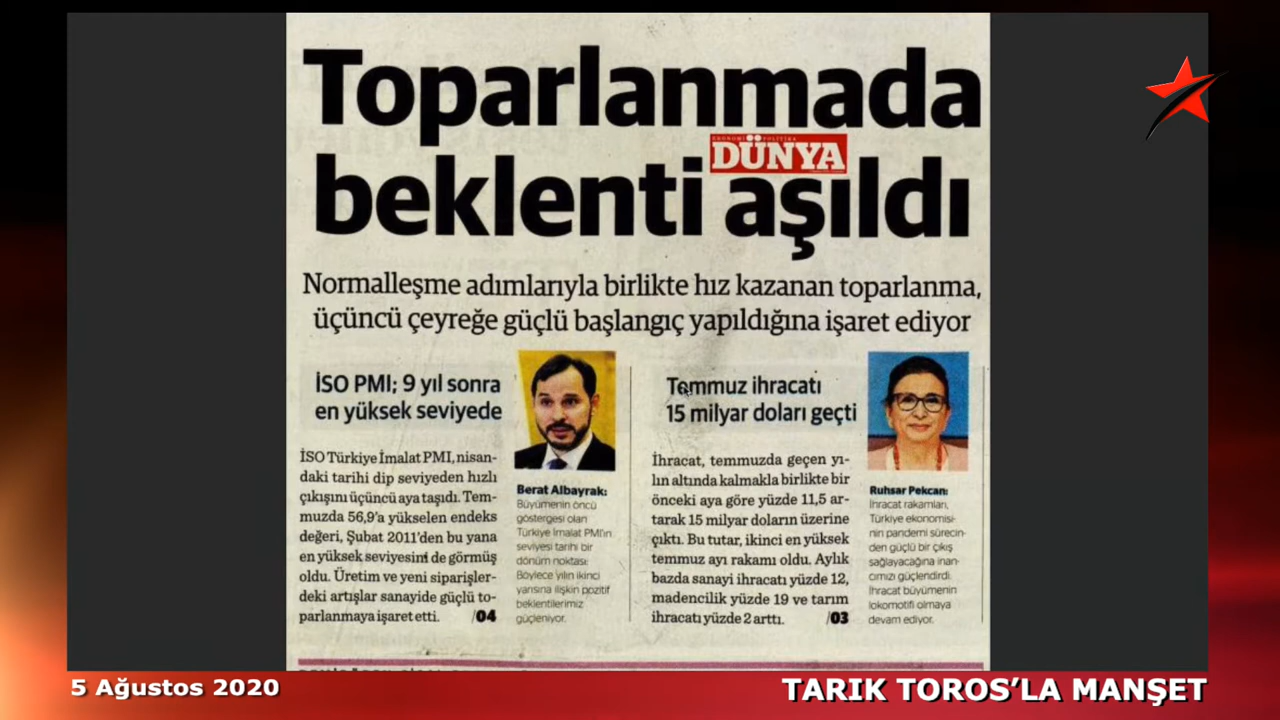 Toparlanmada
EKONOMİ POLİTİKA
DÜNYA
beklenti aşıldı
Normalleşme adımlarıyla birlikte hız kazanan toparlanma,
üçüncü çeyreğe güçlü başlangıç yapıldığına işaret ediyor
İSO PMI; 9 yıl sonra
en yüksek seviyede
İSO Türkiye İmalat PMI, nisan-
daki tarihi dip seviyeden hızlı
çıkışını üçüncü aya taşıdı. Tem-
muzda 56,9'a yükselen endeks
değeri, Şubat 2011'den bu yana
en yüksek seviyesini de görmüş
oldu. Üretim ve yeni siparişler-
deki artışlar sanayide güçlü to-
parlanmaya işaret etti. /04
Berat Albayrak:
Büyümenin öncü
göstergesi olan
Türkiye İmalat PMI'ın
seviyesi tarihi bir
dönüm noktası.
Böylece yılın ikinci
yarısına ilişkin pozitif
beklentilerimiz
güçleniyor.
Temmuz ihracatı
15 milyar doları geçti
İhracat, temmuzda geçen yı-
lın altında kalmakla birlikte bir
önceki aya göre yüzde 11,5 ar-
tarak 15 milyar doların üzerine
çıktı. Bu tutar, ikinci en yüksek
temmuz ayı rakamı oldu. Aylık
bazda sanayi ihracatı yüzde 12,
madencilik yüzde 19 ve tarım
ihracatı yüzde 2 arttı. /03
Ruhsar Pekcan:
İhracat rakamları,
Türkiye ekonomisi-
nin pandemi sürecin-
den güçlü bir çıkış
sağlayacağına inan-
cımızı güçlendirdi.
İhracat büyümenin
lokomotifi olmaya
devam ediyor.
5 Ağustos 2020
TARIK TOROS'LA MANŞET